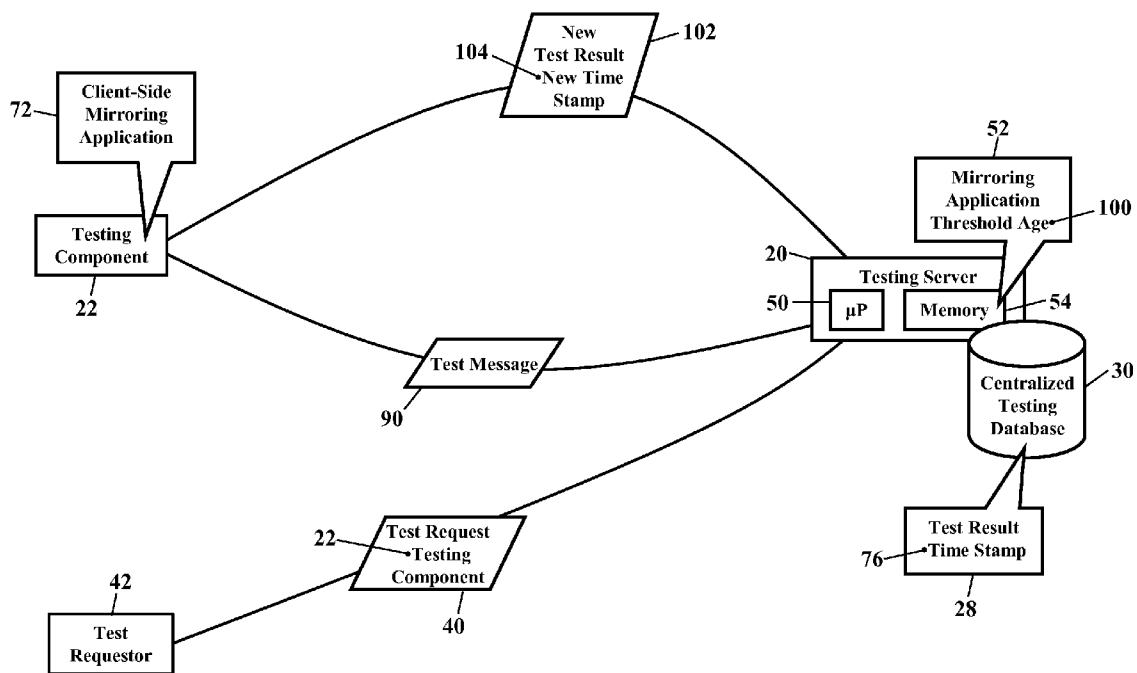 New
Test Result
•New Time
Stamp
102
104
Client-Side
Mirroring
Application
72
52
Mirroring
Application
Threshold Age•
100
Testing
Component
22
20
Testing Server
50
µP
Memory
54
Test Message
90
Centralized
Testing
Database
30
Test Request
•Testing
Component
22
40
Test Result
•Time Stamp
76
28
42
Test
Requestor